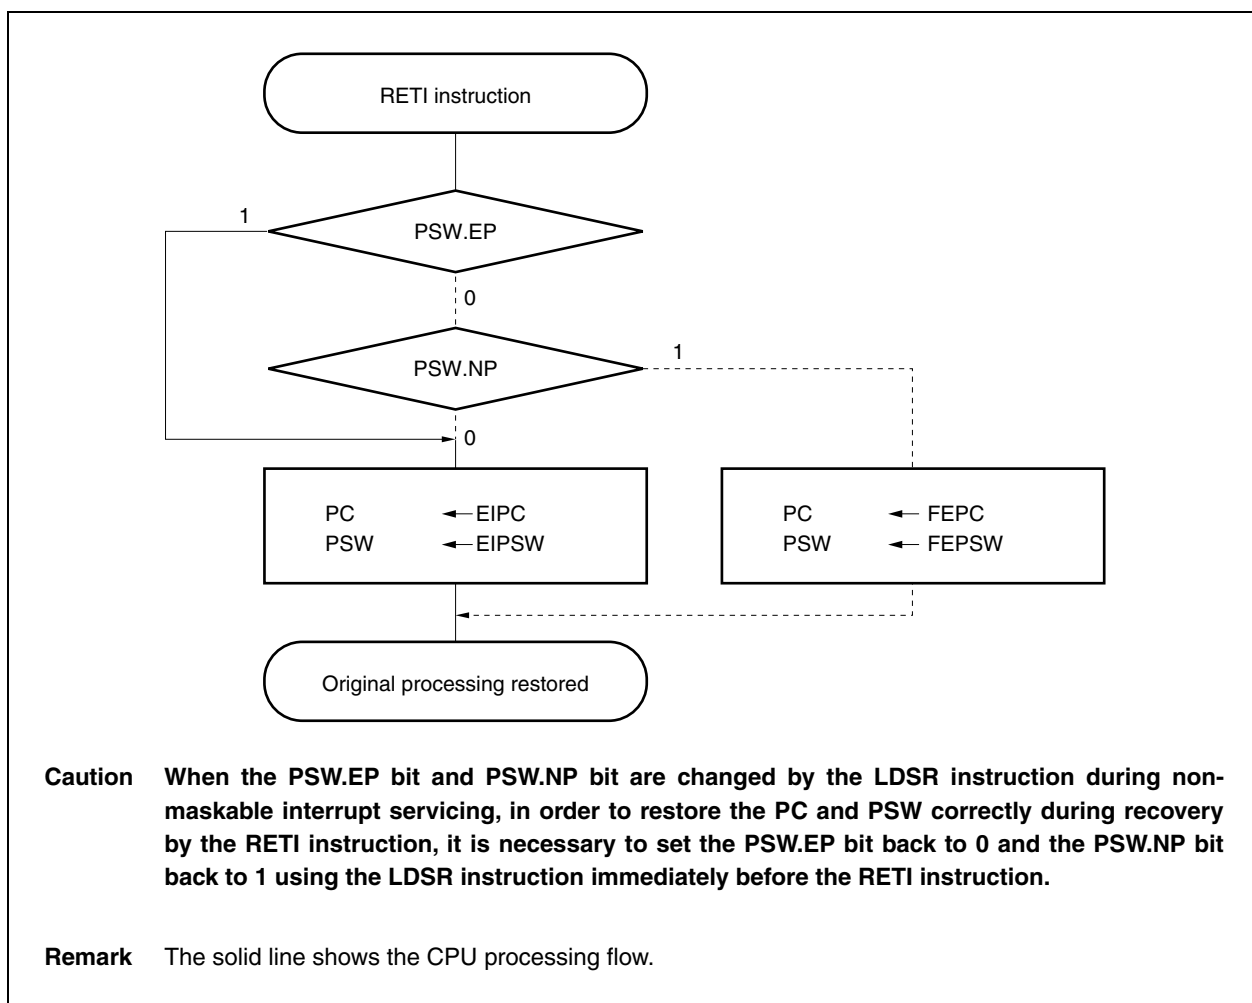 RETI instruction
1
PSW.EP
0
1
PSW.NP
0
PC ← EIPC
PSW ← EIPSW
PC ← FEPC
PSW ← FEPSW
Original processing restored
Caution When the PSW.EP bit and PSW.NP bit are changed by the LDSR instruction during non-
maskable interrupt servicing, in order to restore the PC and PSW correctly during recovery
by the RETI instruction, it is necessary to set the PSW.EP bit back to 0 and the PSW.NP bit
back to 1 using the LDSR instruction immediately before the RETI instruction.
Remark The solid line shows the CPU processing flow.